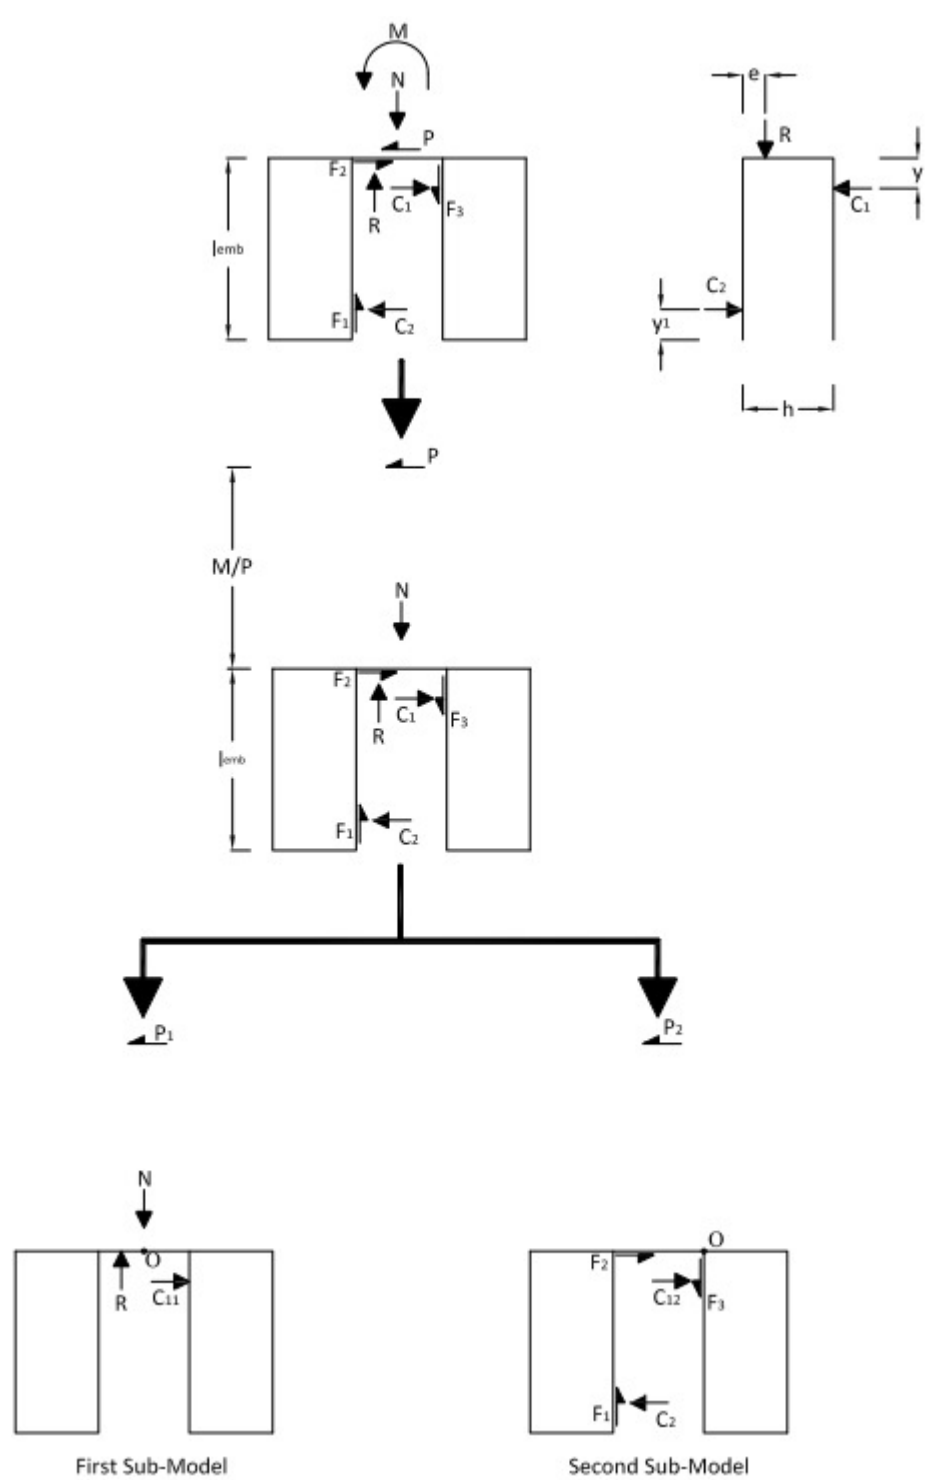 M
N
P
F2
C1
F3
R
lemb
F1
C2
e
R
y
C1
C2
y1
h
P
M/P
N
F2
C1
F3
R
lemb
F1
C2
P1
P2
N
O
R
C11
O
F2
C12
F3
F1
C2
First Sub-Model
Second Sub-Model